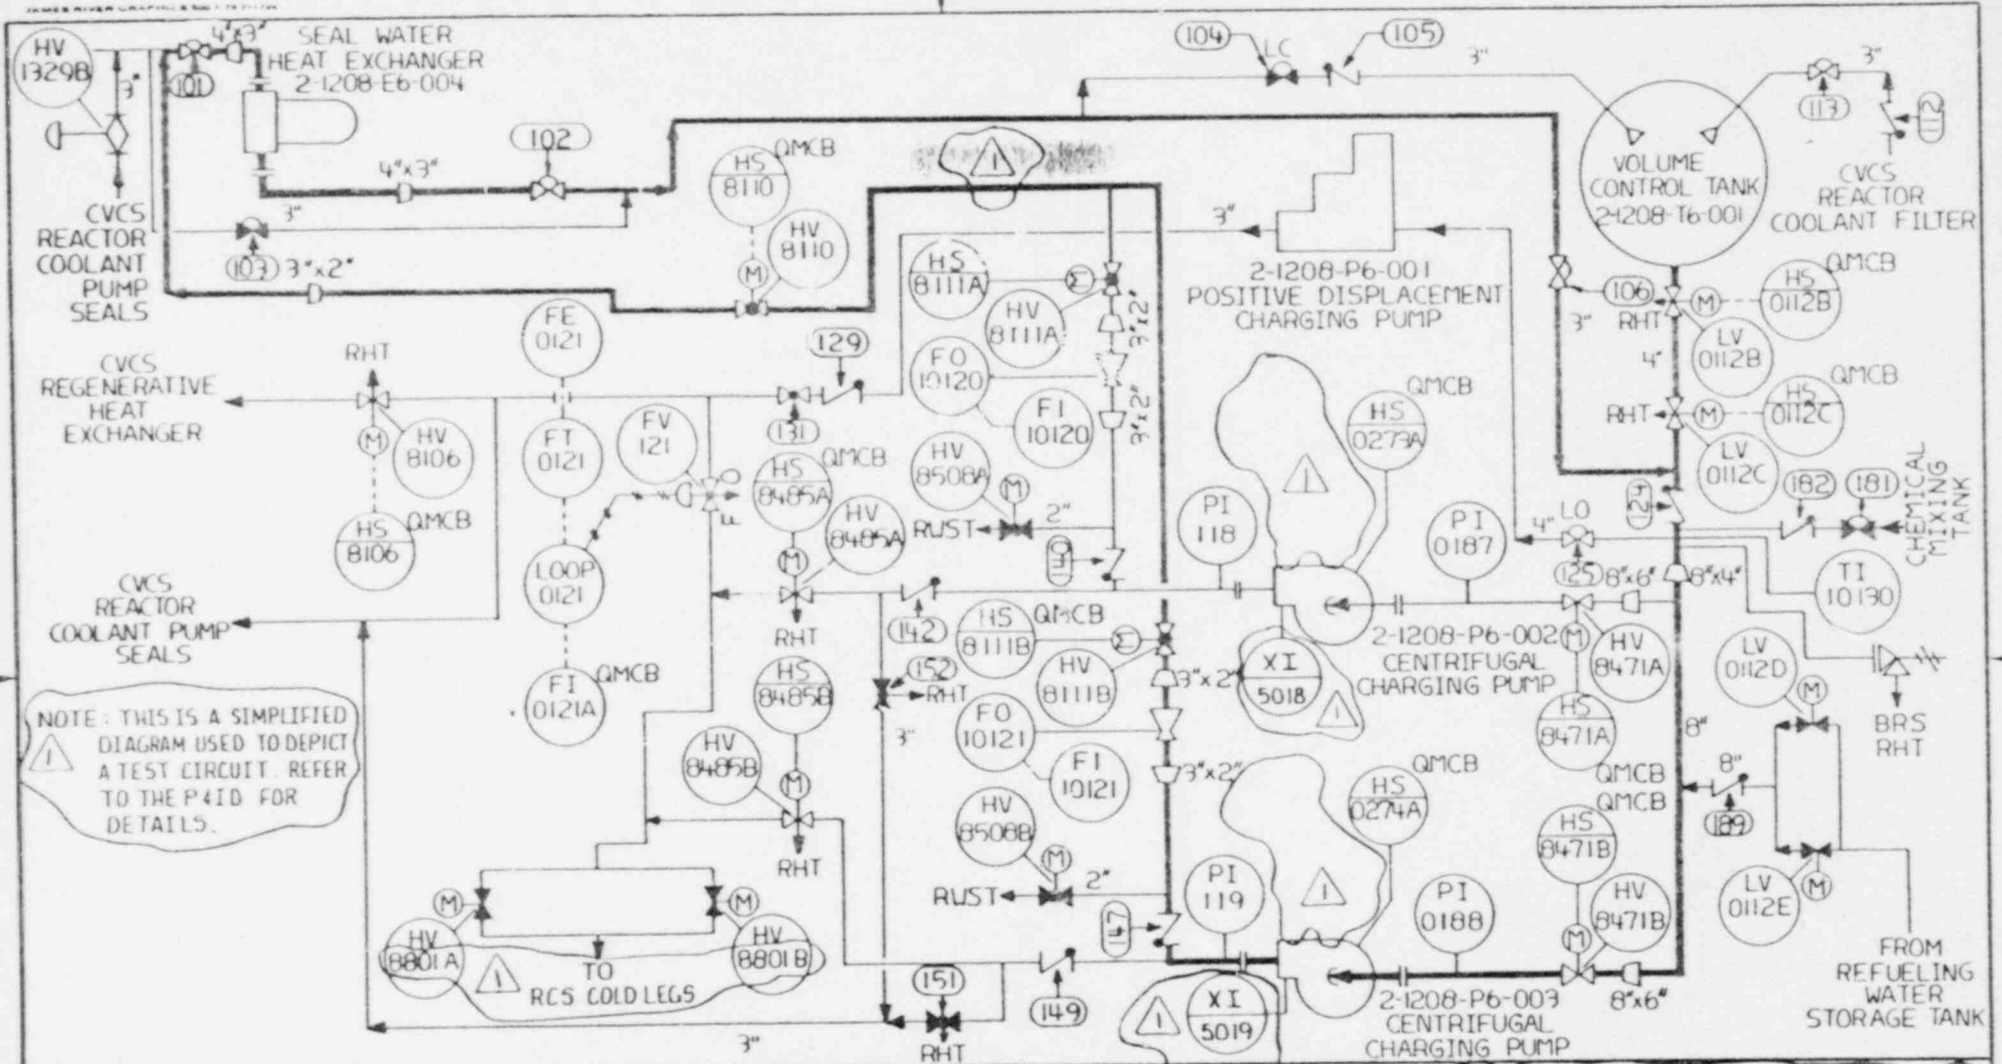 HV
1329B
3"
101
4"x3"
SEAL WATER
HEAT EXCHANGER
2-1208-E6-004
102
4"x3"
3"
103
3"x2"
CVCS
REACTOR
COOLANT
PUMP
SEALS
HS
8110
QMCB
HV
8110
M
1
104
LC
105
3"
VOLUME
CONTROL TANK
2-1208-T6-001
113
3"
112
CVCS
REACTOR
COOLANT FILTER
3"
2-1208-P6-001
POSITIVE DISPLACEMENT
CHARGING PUMP
HS
8111A
HV
8111A
3"x2"
FO
10120
FI
10120
3"x2"
106
3"
M
HS
0112B
QMCB
RHT
LV
0112B
4"
M
HS
0112C
QMCB
RHT
LV
0112C
CVCS
REGENERATIVE
HEAT
EXCHANGER
RHT
M
HV
8106
HS
8106
QMCB
FE
0121
FT
0121
LOOP
0121
FI
0121A
QMCB
FV
121
F
O
129
131
HS
8485A
QMCB
M
HV
8485A
RHT
HV
8508A
M
RWST
2"
150
142
PI
118
1
HS
0273A
QMCB
PI
0187
4"
LO
125
124
182
181
CHEMICAL
MIXING
TANK
8"x6"
8"x4"
TI
10130
2-1208-P6-002
CENTRIFUGAL
CHARGING PUMP
XI
5018
1
M
HV
8471A
HS
8471A
QMCB
CVCS
REACTOR
COOLANT PUMP
SEALS
NOTE: THIS IS A SIMPLIFIED
DIAGRAM USED TO DEPICT
A TEST CIRCUIT. REFER
TO THE P&ID FOR
DETAILS.
1
HS
8485B
HV
8485B
M
RHT
152
RHT
3"
HS
8111B
QMCB
HV
8111B
3"x2"
FO
10121
FI
10121
3"x2"
HV
8508B
M
RWST
2"
147
PI
119
1
HS
0274A
QMCB
PI
0188
QMCB
HS
8471B
M
HV
8471B
8"x6"
8"
LV
0112D
M
8"
189
LV
0112E
M
BRS
RHT
FROM
REFUELING
WATER
STORAGE TANK
M
HV
8801A
M
HV
8801B
1
TO
RCS COLD LEGS
3"
151
RHT
149
1
XI
5019
2-1208-P6-003
CENTRIFUGAL
CHARGING PUMP